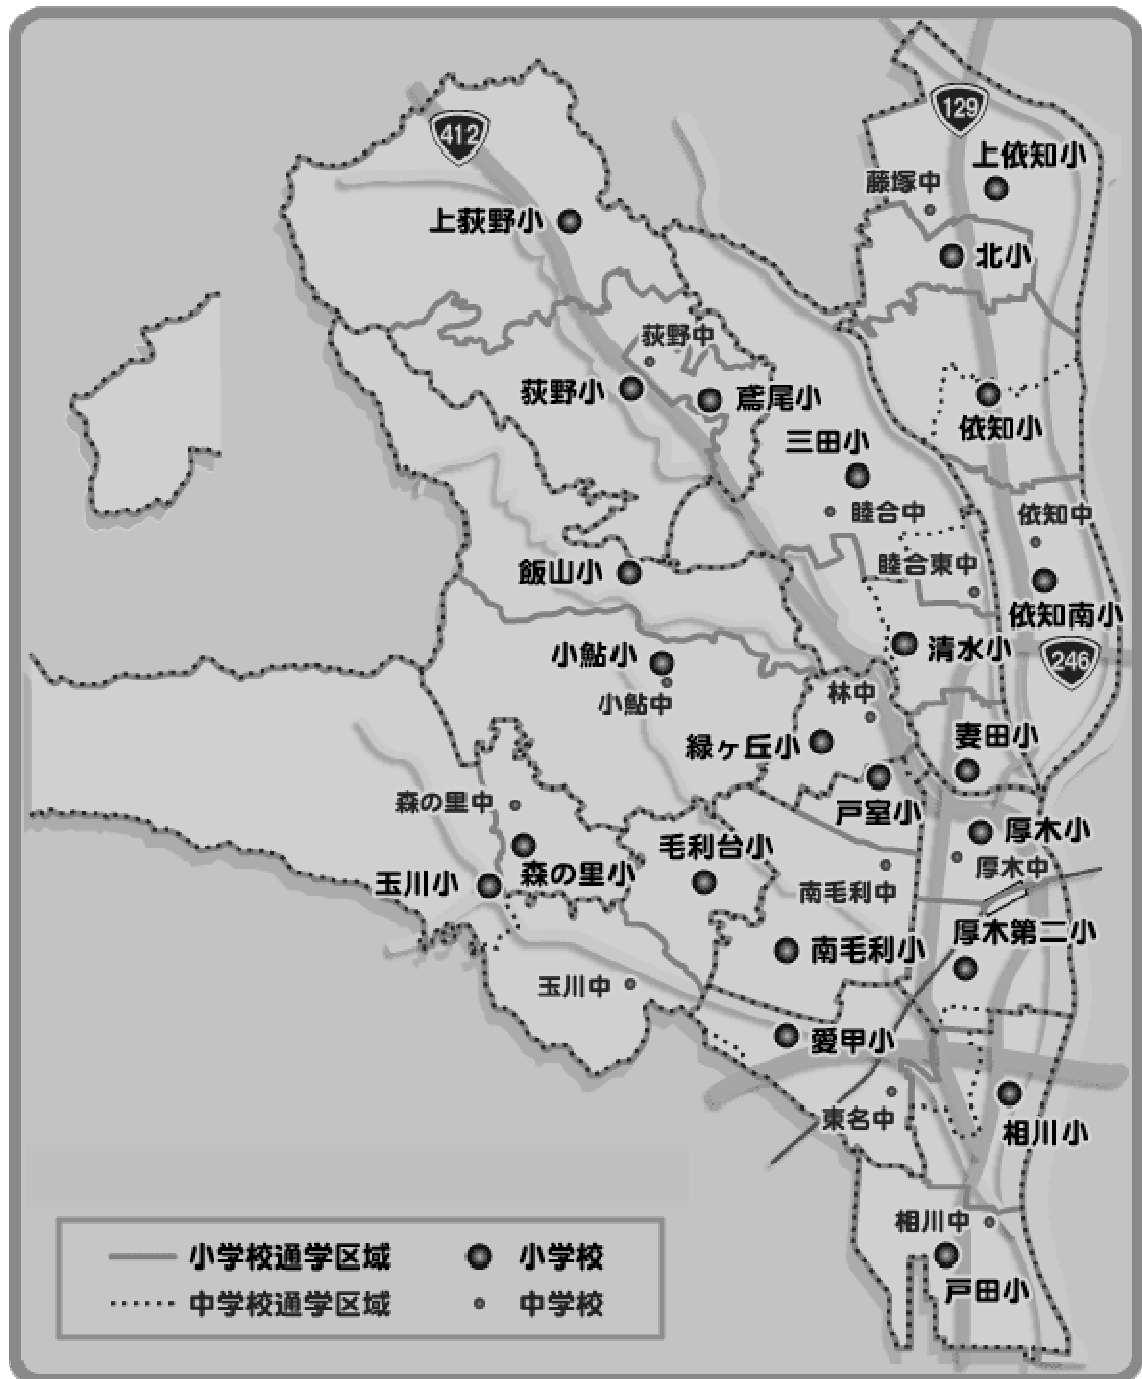 129
412
上依知小
藤塚中
上荻野小
北小
荻野中
荻野小
鳶尾小
依知小
三田小
睦合中
依知中
睦合東中
飯山小
依知南小
清水小
246
小鮎小
小鮎中
林中
妻田小
緑ヶ丘小
森の里中
戸室小
厚木小
毛利台小
厚木中
森の里小
玉川小
南毛利中
厚木第二小
南毛利小
玉川中
愛甲小
東名中
相川小
相川中
戸田小
小学校通学区域
小学校
中学校通学区域
中学校